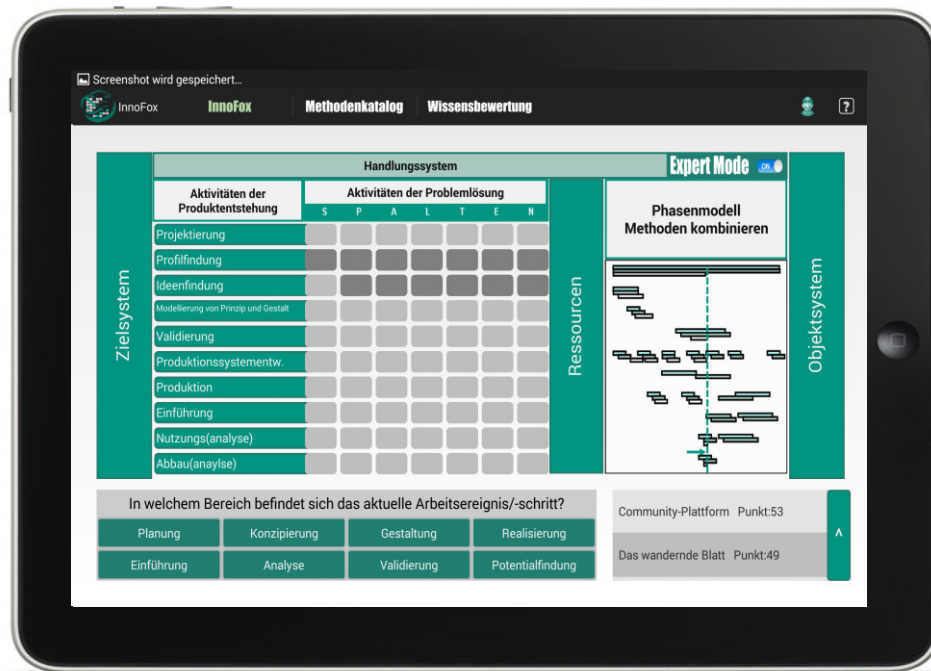 Screenshot wird gespeichert...
InnoFox
InnoFox
Methodenkatalog
Wissensbewertung
?
Zielsystem
Handlungssystem
Expert Mode
ON
Aktivitäten der
Produktentstehung
Aktivitäten der Problemlösung
S P A L T E N
Projektierung
Profilfindung
Ideenfindung
Modellierung von Prinzip und Gestalt
Validierung
Produktionssystementw.
Produktion
Einführung
Nutzungs(analyse)
Abbau(anaylse)
Ressourcen
Phasenmodell
Methoden kombinieren
Objektsystem
In welchem Bereich befindet sich das aktuelle Arbeitsereignis/-schritt?
Planung
Konzipierung
Gestaltung
Realisierung
Einführung
Analyse
Validierung
Potentialfindung
Community-Plattform Punkt:53
Das wandernde Blatt Punkt:49